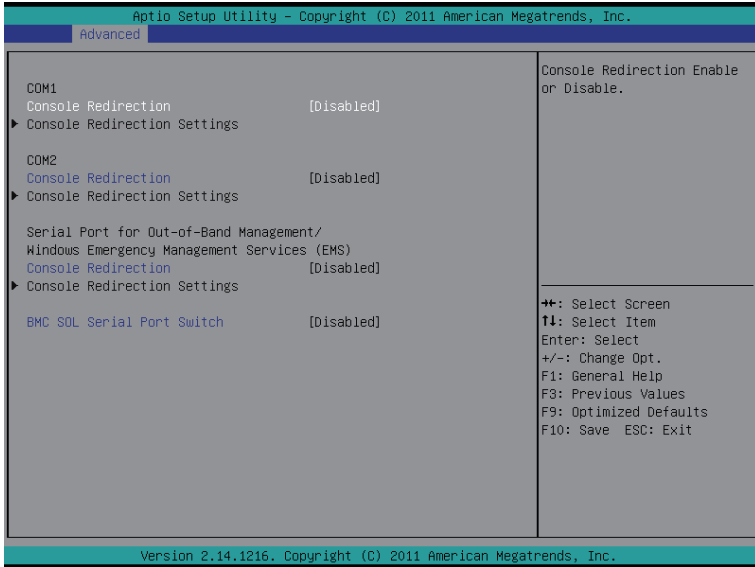 Aptio Setup Utility – Copyright (C) 2011 American Megatrends, Inc.
Advanced
COM1
Console Redirection [Disabled]
▶ Console Redirection Settings
COM2
Console Redirection [Disabled]
▶ Console Redirection Settings
Serial Port for Out-of-Band Management/
Windows Emergency Management Services (EMS)
Console Redirection [Disabled]
▶ Console Redirection Settings
BMC SOL Serial Port Switch [Disabled]
Console Redirection Enable
or Disable.
→←: Select Screen
↑↓: Select Item
Enter: Select
+/-: Change Opt.
F1: General Help
F3: Previous Values
F9: Optimized Defaults
F10: Save ESC: Exit
Version 2.14.1216. Copyright (C) 2011 American Megatrends, Inc.